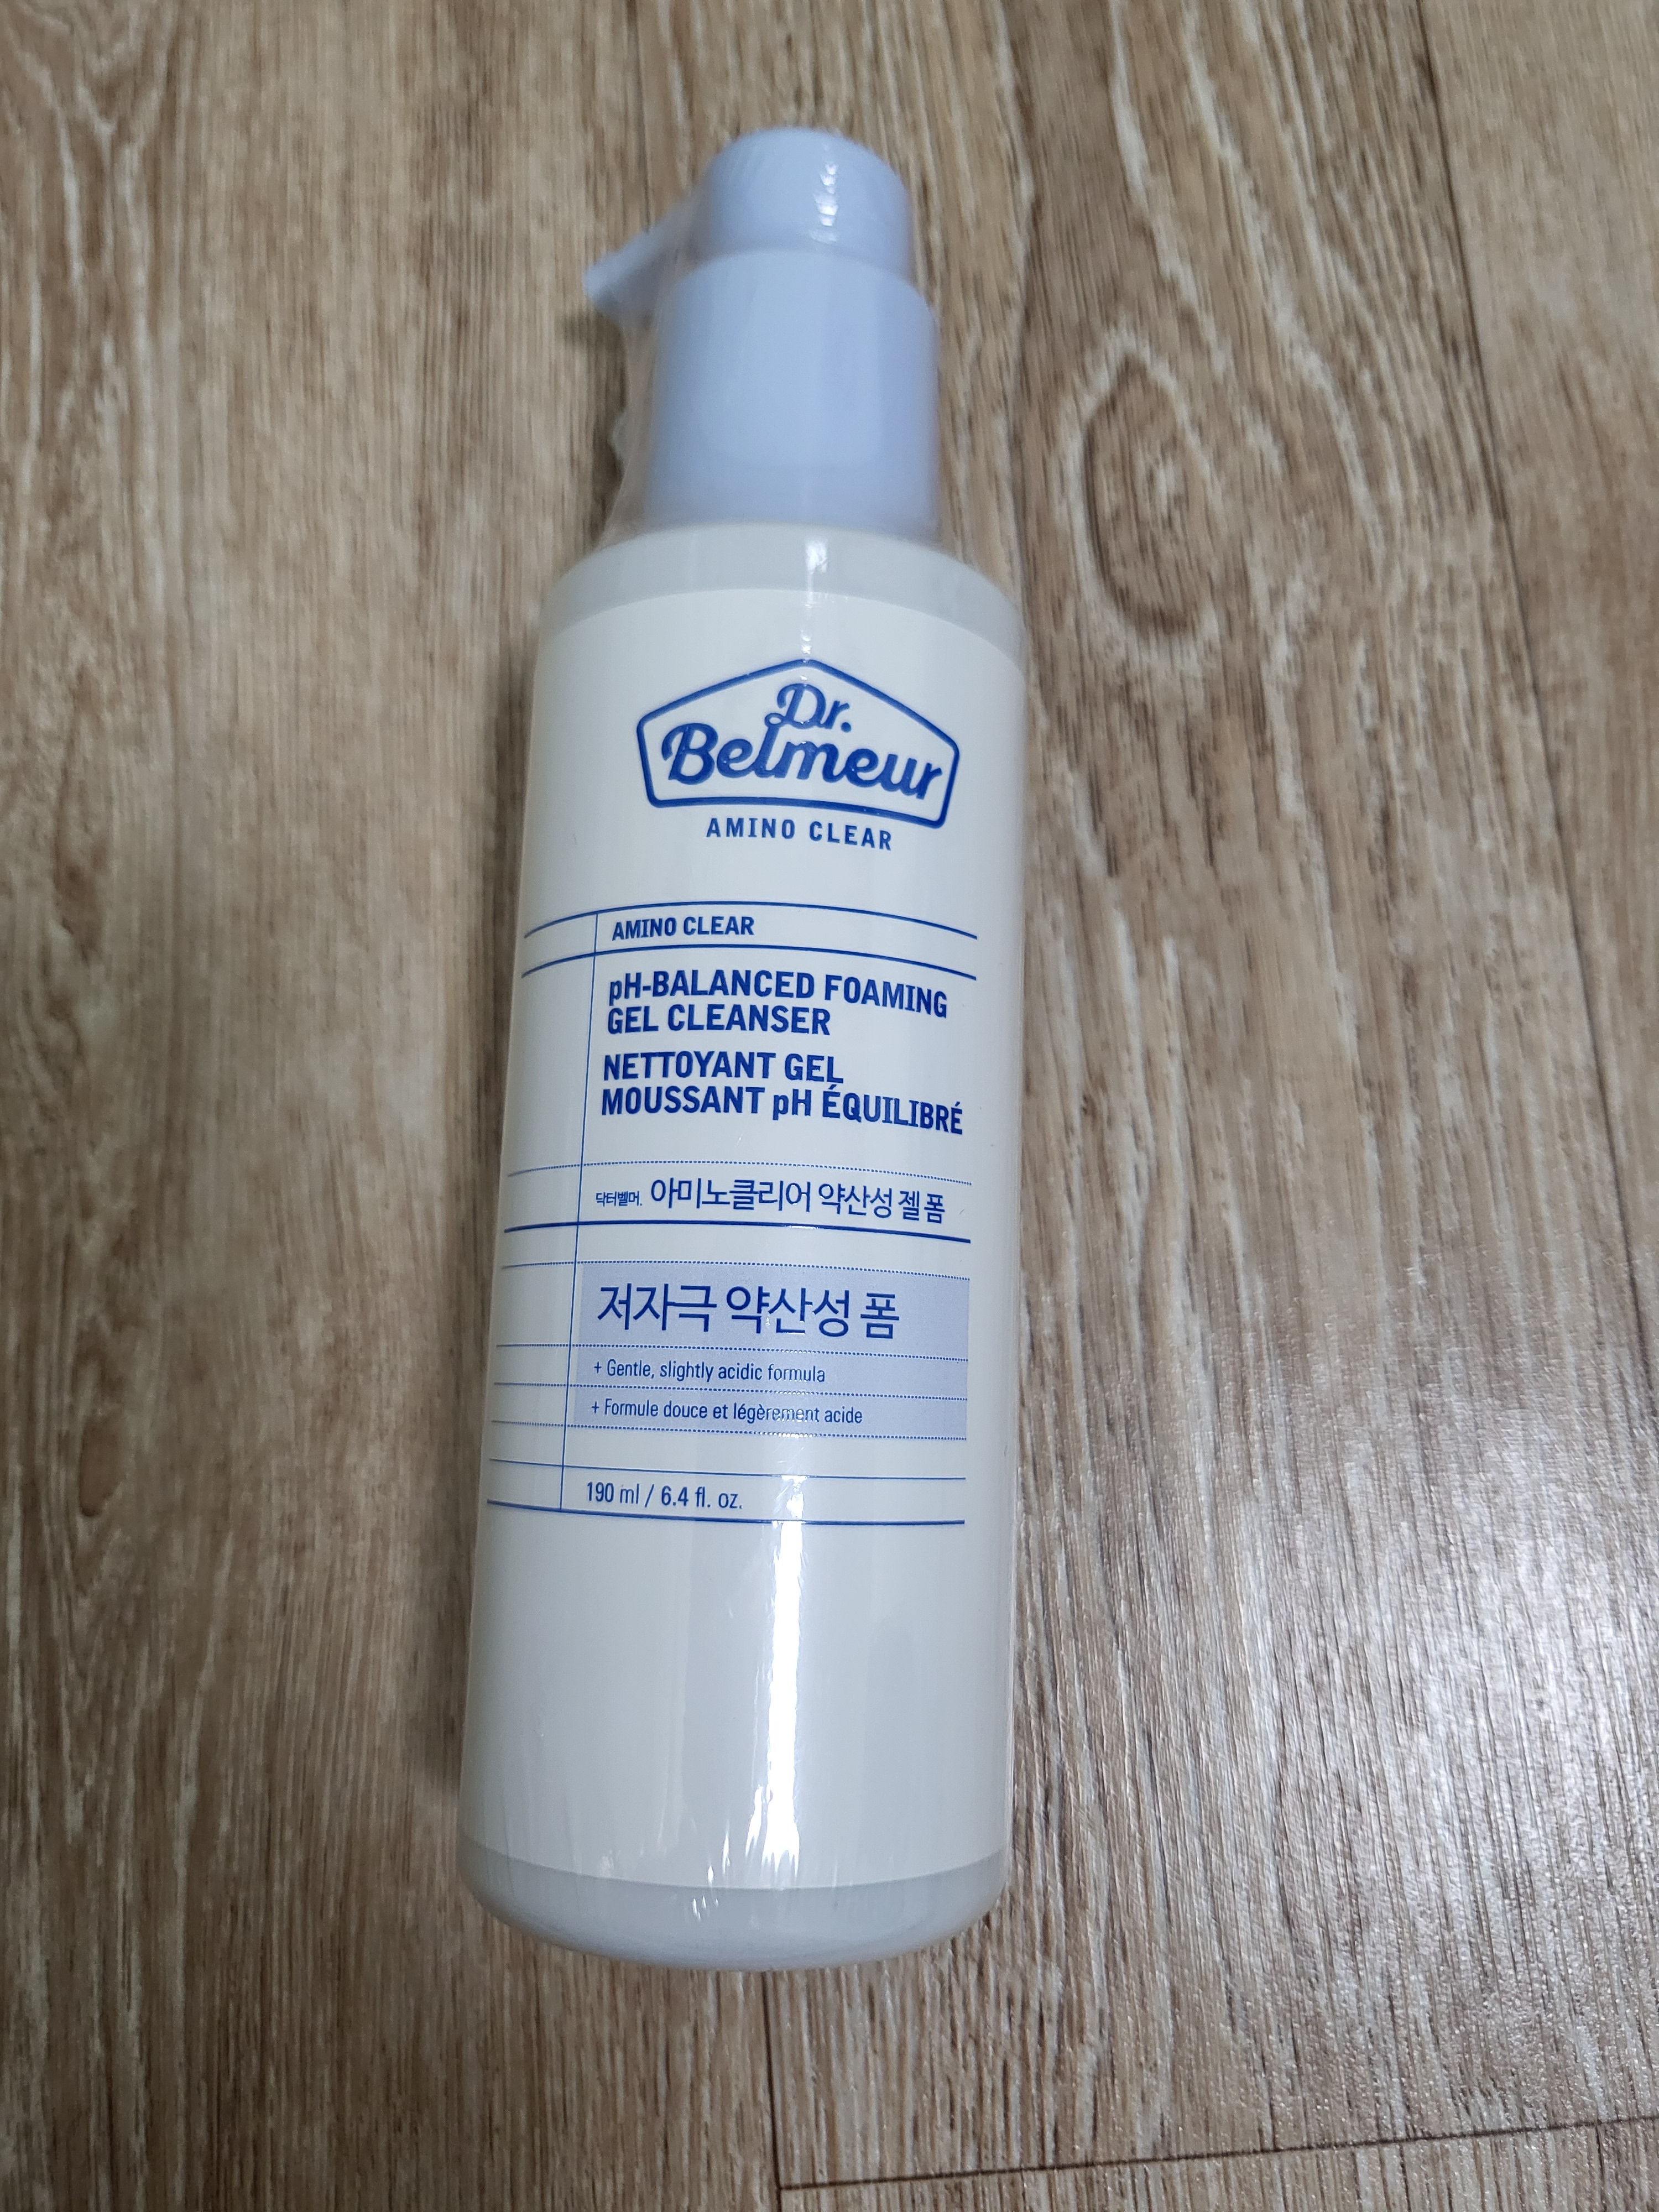 Dr.
Belmeur
AMINO CLEAR
AMINO CLEAR
pH-BALANCED FOAMING
GEL CLEANSER
NETTOYANT GEL
MOUSSANT pH ÉQUILIBRÉ
닥터벨머. 아미노클리어 약산성 젤 폼
저자극 약산성 폼
+ Gentle, slightly acidic formula
+ Formule douce et légèrement acide
190 ml / 6.4 fl. oz.